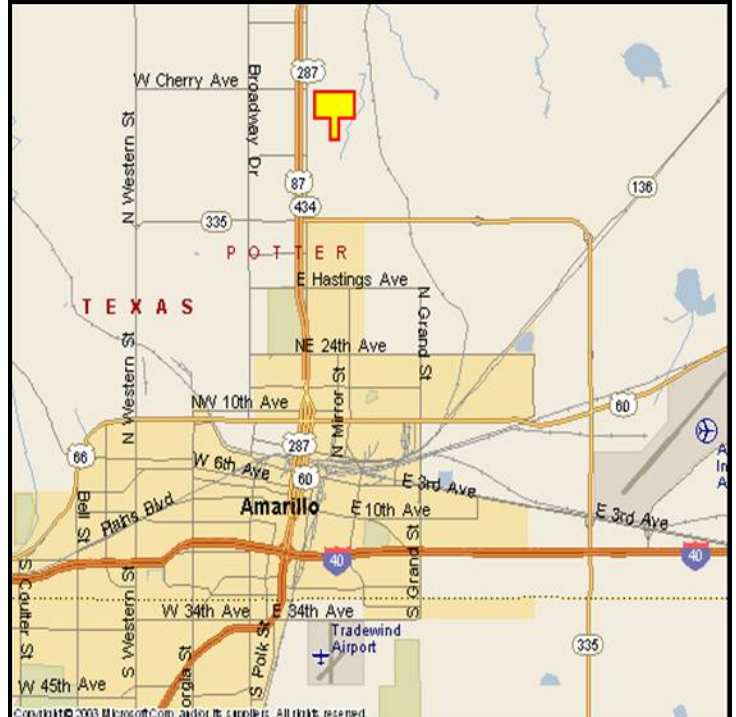 287
W Cherry Ave
Broadway Dr
N Western St
136
87
434
335
POTTER
E Hastings Ave
TEXAS
N Grand St
N Western St
NE 24th Ave
N Mirror St
NW 10th Ave
60
287
66
W 6th Ave
60
E 3rd Ave
Bell St
Plains Blvd
Amarillo
E 10th Ave
E 3rd Ave
40
40
S Coulter St
S Western St
S Grand St
W 34th Ave
E 34th Ave
S Polk St
Tradewind
Airport
335
W 45th Ave
Copyright © 2003 Microsoft Corp. and/or its suppliers. All rights reserved.